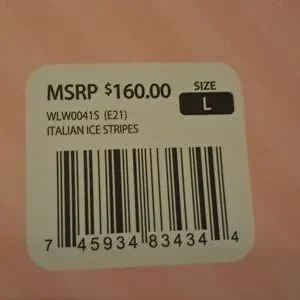 MSRP $160.00
SIZE
L
WLW0041S (E21)
ITALIAN ICE STRIPES
7 45934 83434 4